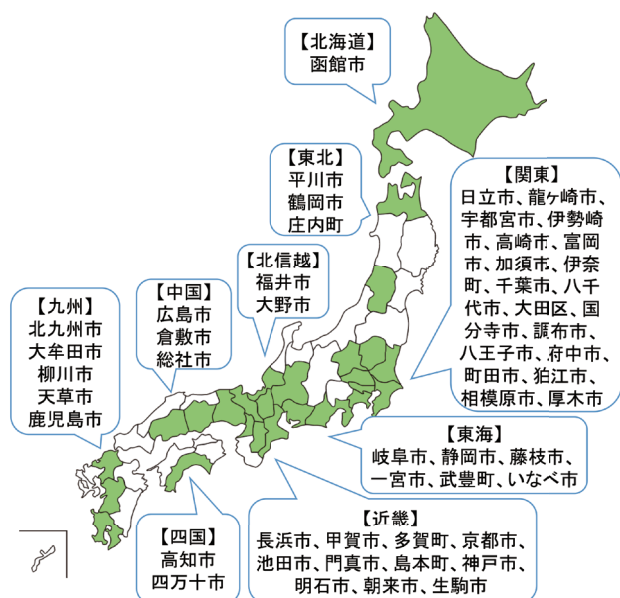 【北海道】
函館市
【東北】
平川市
鶴岡市
庄内町
【関東】
日立市、龍ヶ崎市、
宇都宮市、伊勢崎
市、高崎市、富岡
市、加須市、伊奈
町、千葉市、八千
代市、大田区、国
分寺市、調布市、
八王子市、府中市、
町田市、狛江市、
相模原市、厚木市
【北信越】
福井市
大野市
【中国】
広島市
倉敷市
総社市
【九州】
北九州市
大牟田市
柳川市
天草市
鹿児島市
【東海】
岐阜市、静岡市、藤枝市、
一宮市、武豊町、いなべ市
【四国】
高知市
四万十市
【近畿】
長浜市、甲賀市、多賀町、京都市、
池田市、門真市、島本町、神戸市、
明石市、朝来市、生駒市